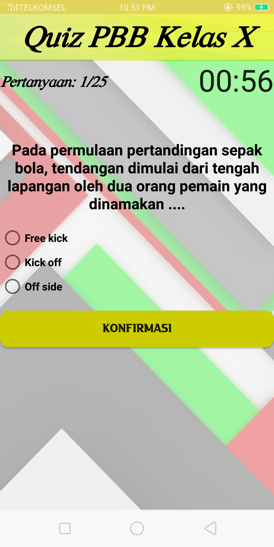 TELKOMSEL 10.51 PM 99%
Quiz PBB Kelas X
Pertanyaan: 1/25 00:56
Pada permulaan pertandingan sepak
bola, tendangan dimulai dari tengah
lapangan oleh dua orang pemain yang
dinamakan ....
Free kick
Kick off
Off side
KONFIRMASI